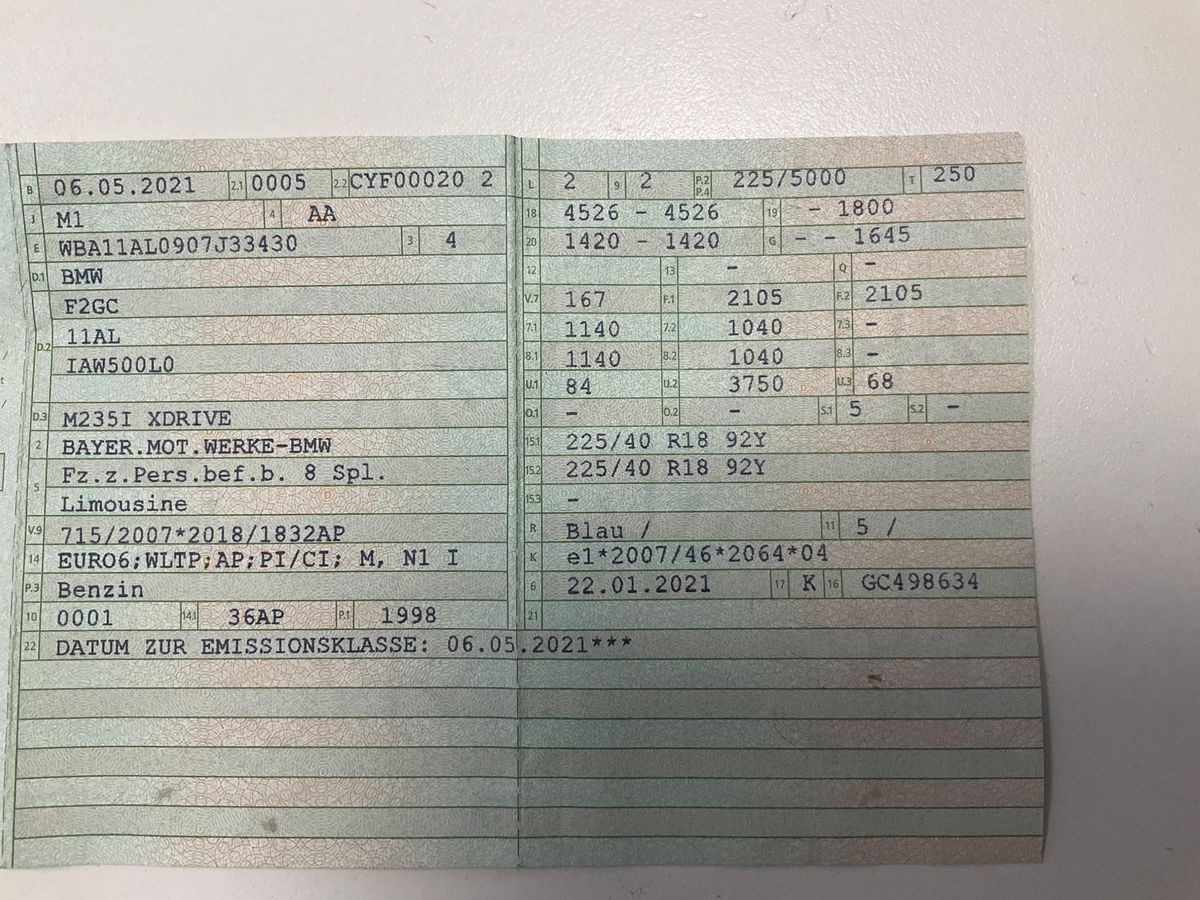 B 06.05.2021 2.1 0005 2.2 CYF00020 2
J M1 4 AA
E WBA11AL0907J33430 3 4
D.1 BMW
F2GC
D.2 11AL
IAW500L0
D.3 M235I XDRIVE
2 BAYER.MOT.WERKE-BMW
5 Fz.z.Pers.bef.b. 8 Spl.
Limousine
V.9 715/2007*2018/1832AP
14 EURO6;WLTP;AP;PI/CI; M, N1 I
P.3 Benzin
10 0001 14.1 36AP P.1 1998
22 DATUM ZUR EMISSIONSKLASSE: 06.05.2021***
L 2 9 2 P.2 P.4 225/5000 T 250
18 4526 - 4526 19 - 1800
20 1420 - 1420 G - - 1645
12 13 - Q -
V.7 167 F.1 2105 F.2 2105
7.1 1140 7.2 1040 7.3 -
8.1 1140 8.2 1040 8.3 -
U.1 84 U.2 3750 U.3 68
O.1 - O.2 - S.1 5 S.2 -
15.1 225/40 R18 92Y
15.2 225/40 R18 92Y
15.3 -
R Blau / 11 5 /
K e1*2007/46*2064*04
6 22.01.2021 17 K 16 GC498634
21